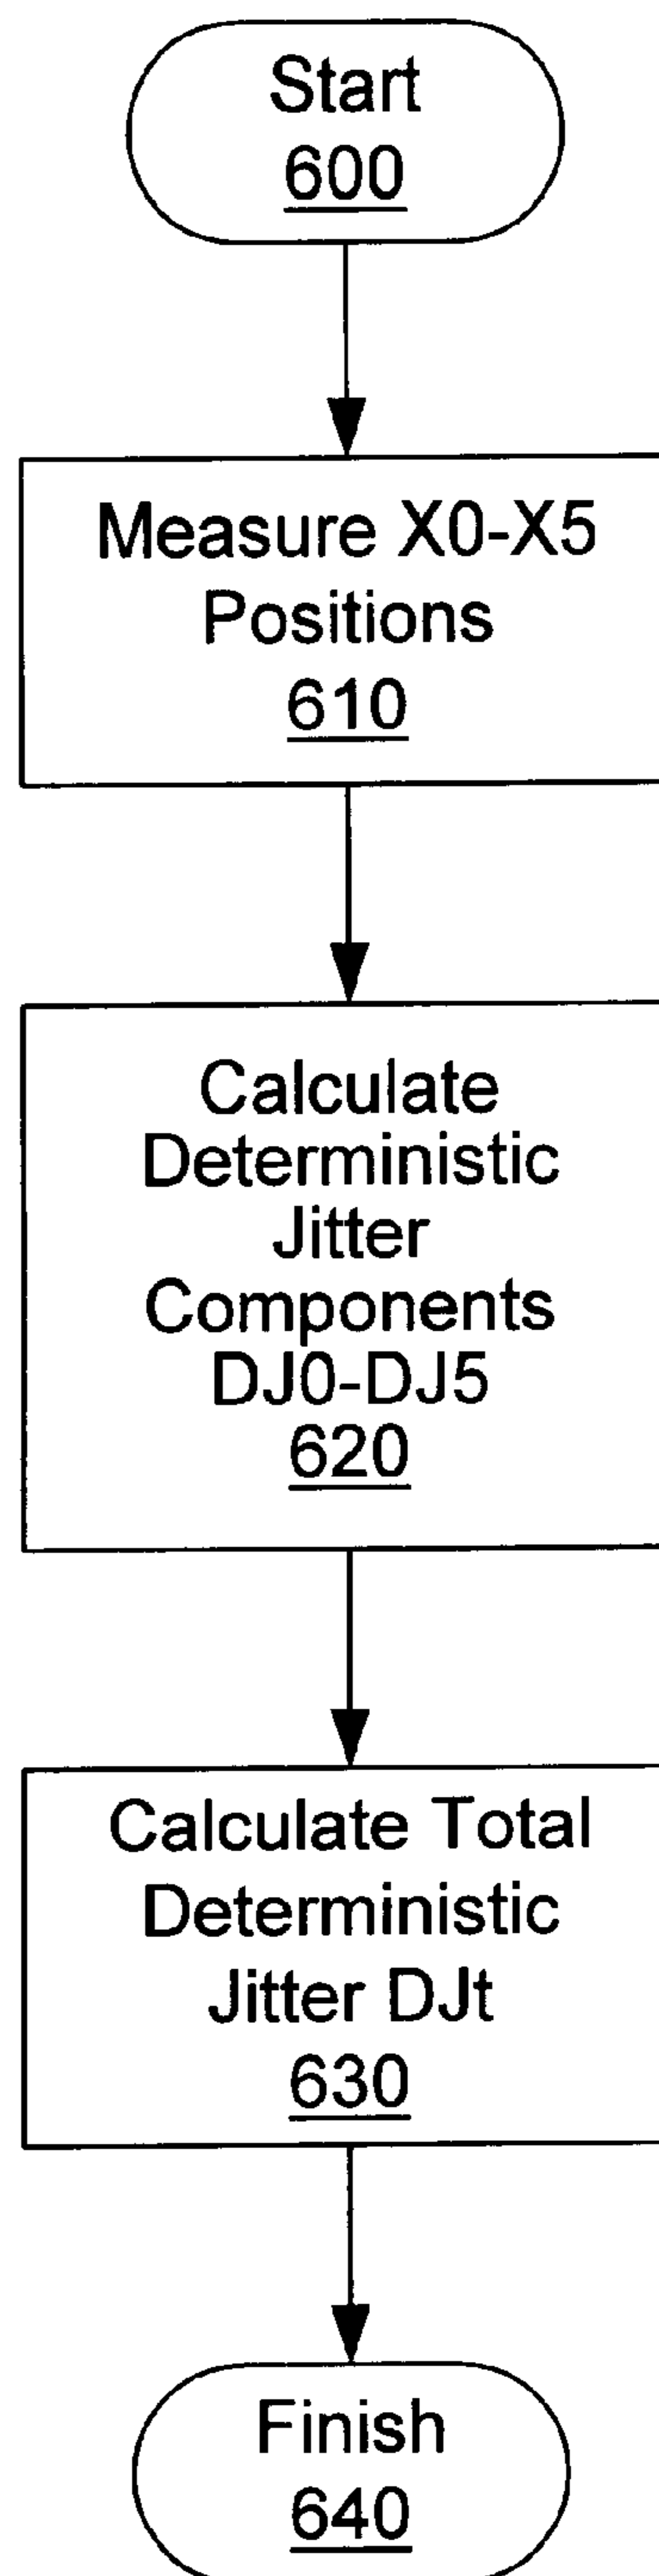 Start
600
Measure X0-X5
Positions
610
Calculate
Deterministic
Jitter
Components
DJ0-DJ5
620
Calculate Total
Deterministic
Jitter DJt
630
Finish
640